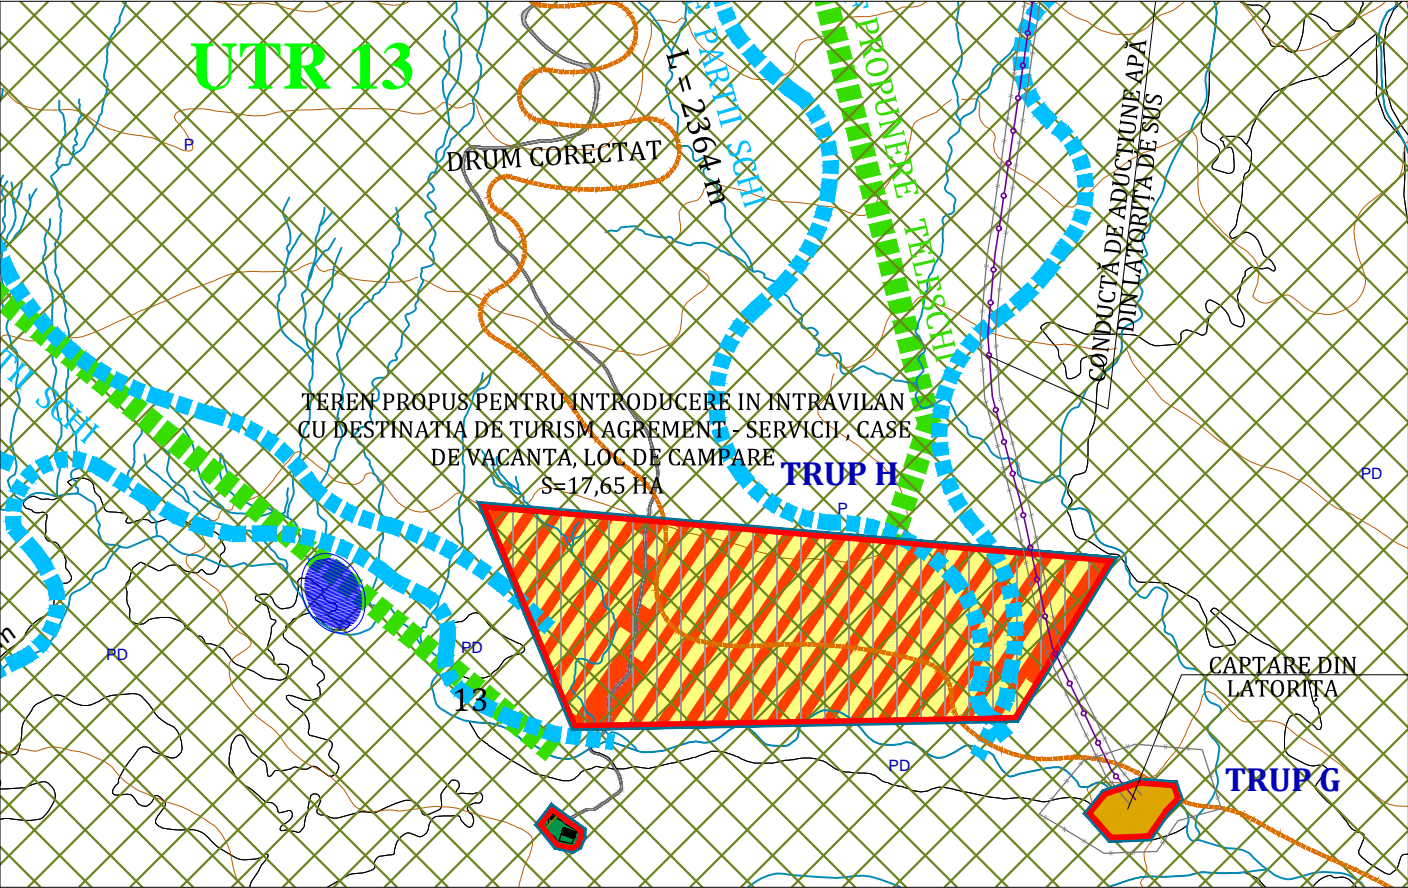 UTR 13
PARTII SCHI
L = 2364 m
PROPUNERE TELESCHI
CONDUCTĂ DE ADUCȚIUNE APĂ
DIN LATORIȚA DE SUS
P
DRUM CORECTAT
SCHI
TEREN PROPUS PENTRU INTRODUCERE IN INTRAVILAN
CU DESTINATIA DE TURISM AGREMENT - SERVICII , CASE
DE VACANTA, LOC DE CAMPARE
S=17,65 HA
TRUP H
P
PD
m
PD
PD
13
CAPTARE DIN
LATORIȚA
PD
TRUP G